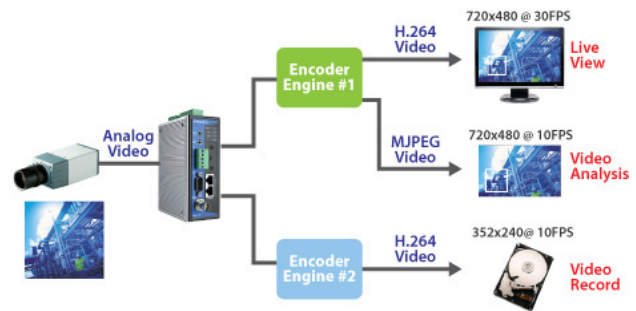 Analog
Video
Encoder
Engine #1
Encoder
Engine #2
H.264
Video
720x480 @ 30FPS
Live
View
MJPEG
Video
720x480 @ 10FPS
Video
Analysis
H.264
Video
352x240@ 10FPS
Video
Record